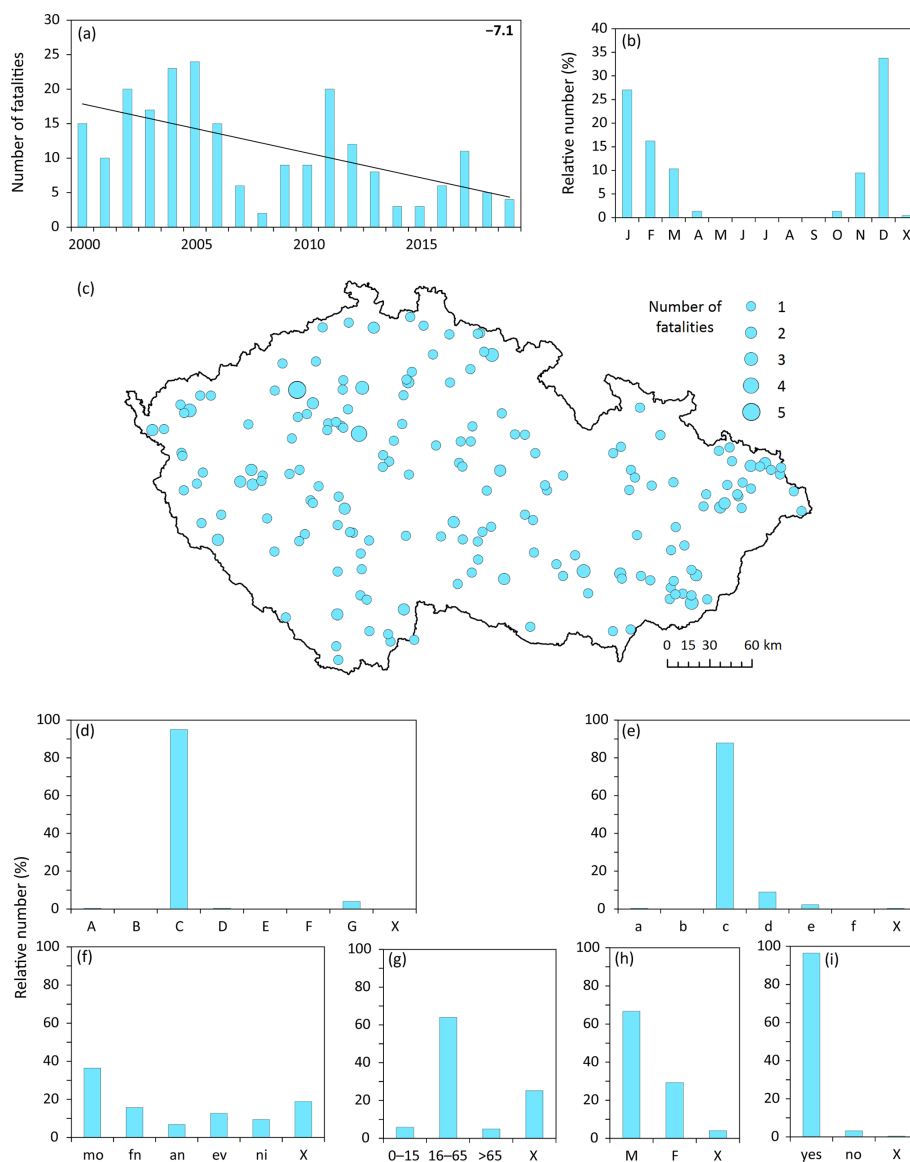 (a)
−7.1
Number of fatalities
30
25
20
15
10
5
0
2000 2005 2010 2015
(b)
Relative number (%)
40
35
30
25
20
15
10
5
0
J F M A M J J A S O N D X
(c)
Number of
fatalities
1
2
3
4
5
0 15 30 60 km
Relative number (%)
(d)
100
80
60
40
20
0
A B C D E F G X
(e)
100
80
60
40
20
0
a b c d e f X
(f)
100
80
60
40
20
0
mo fn an ev ni X
(g)
100
80
60
40
20
0
0–15 16–65 >65 X
(h)
100
80
60
40
20
0
M F X
(i)
100
80
60
40
20
0
yes no X